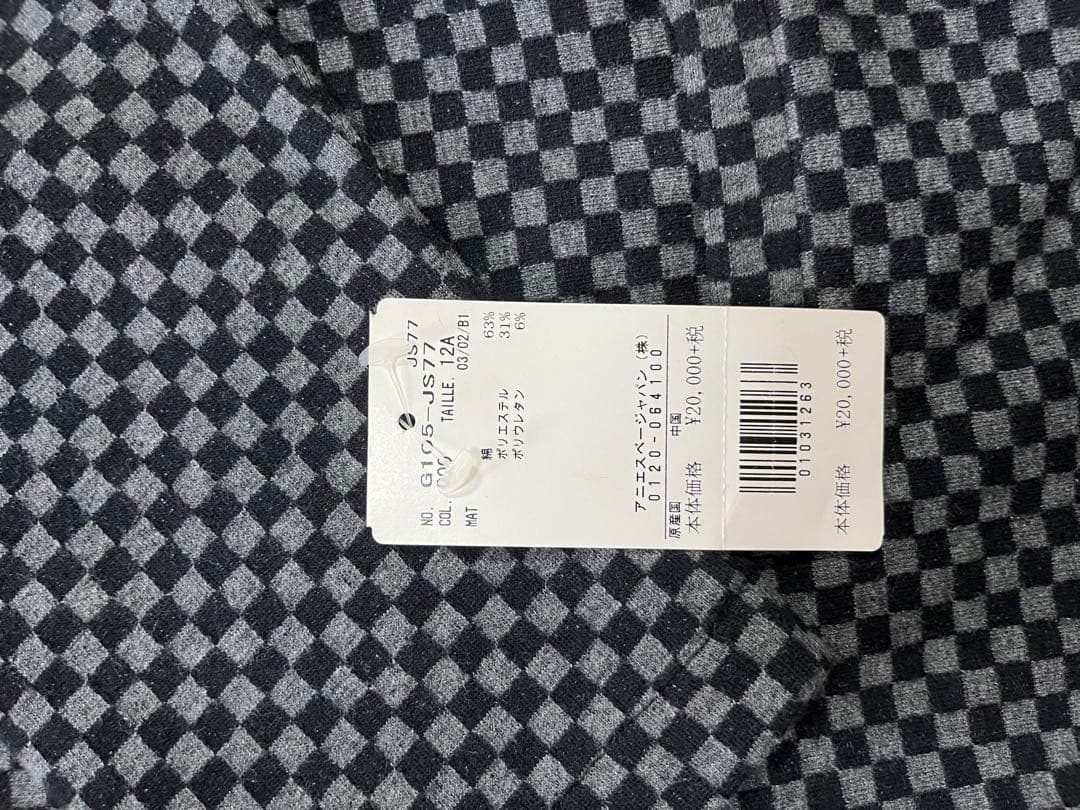 JS77
NO. G105-JS77
COL. TAILLE. 12A
03/02/B1
MAT
綿 63%
ポリエステル 31%
ポリウレタン 6%
アニエスベージャパン(株)
0120-064100
原産国 中国
本体価格 ¥20,000+税
01031263
本体価格 ¥20,000+税